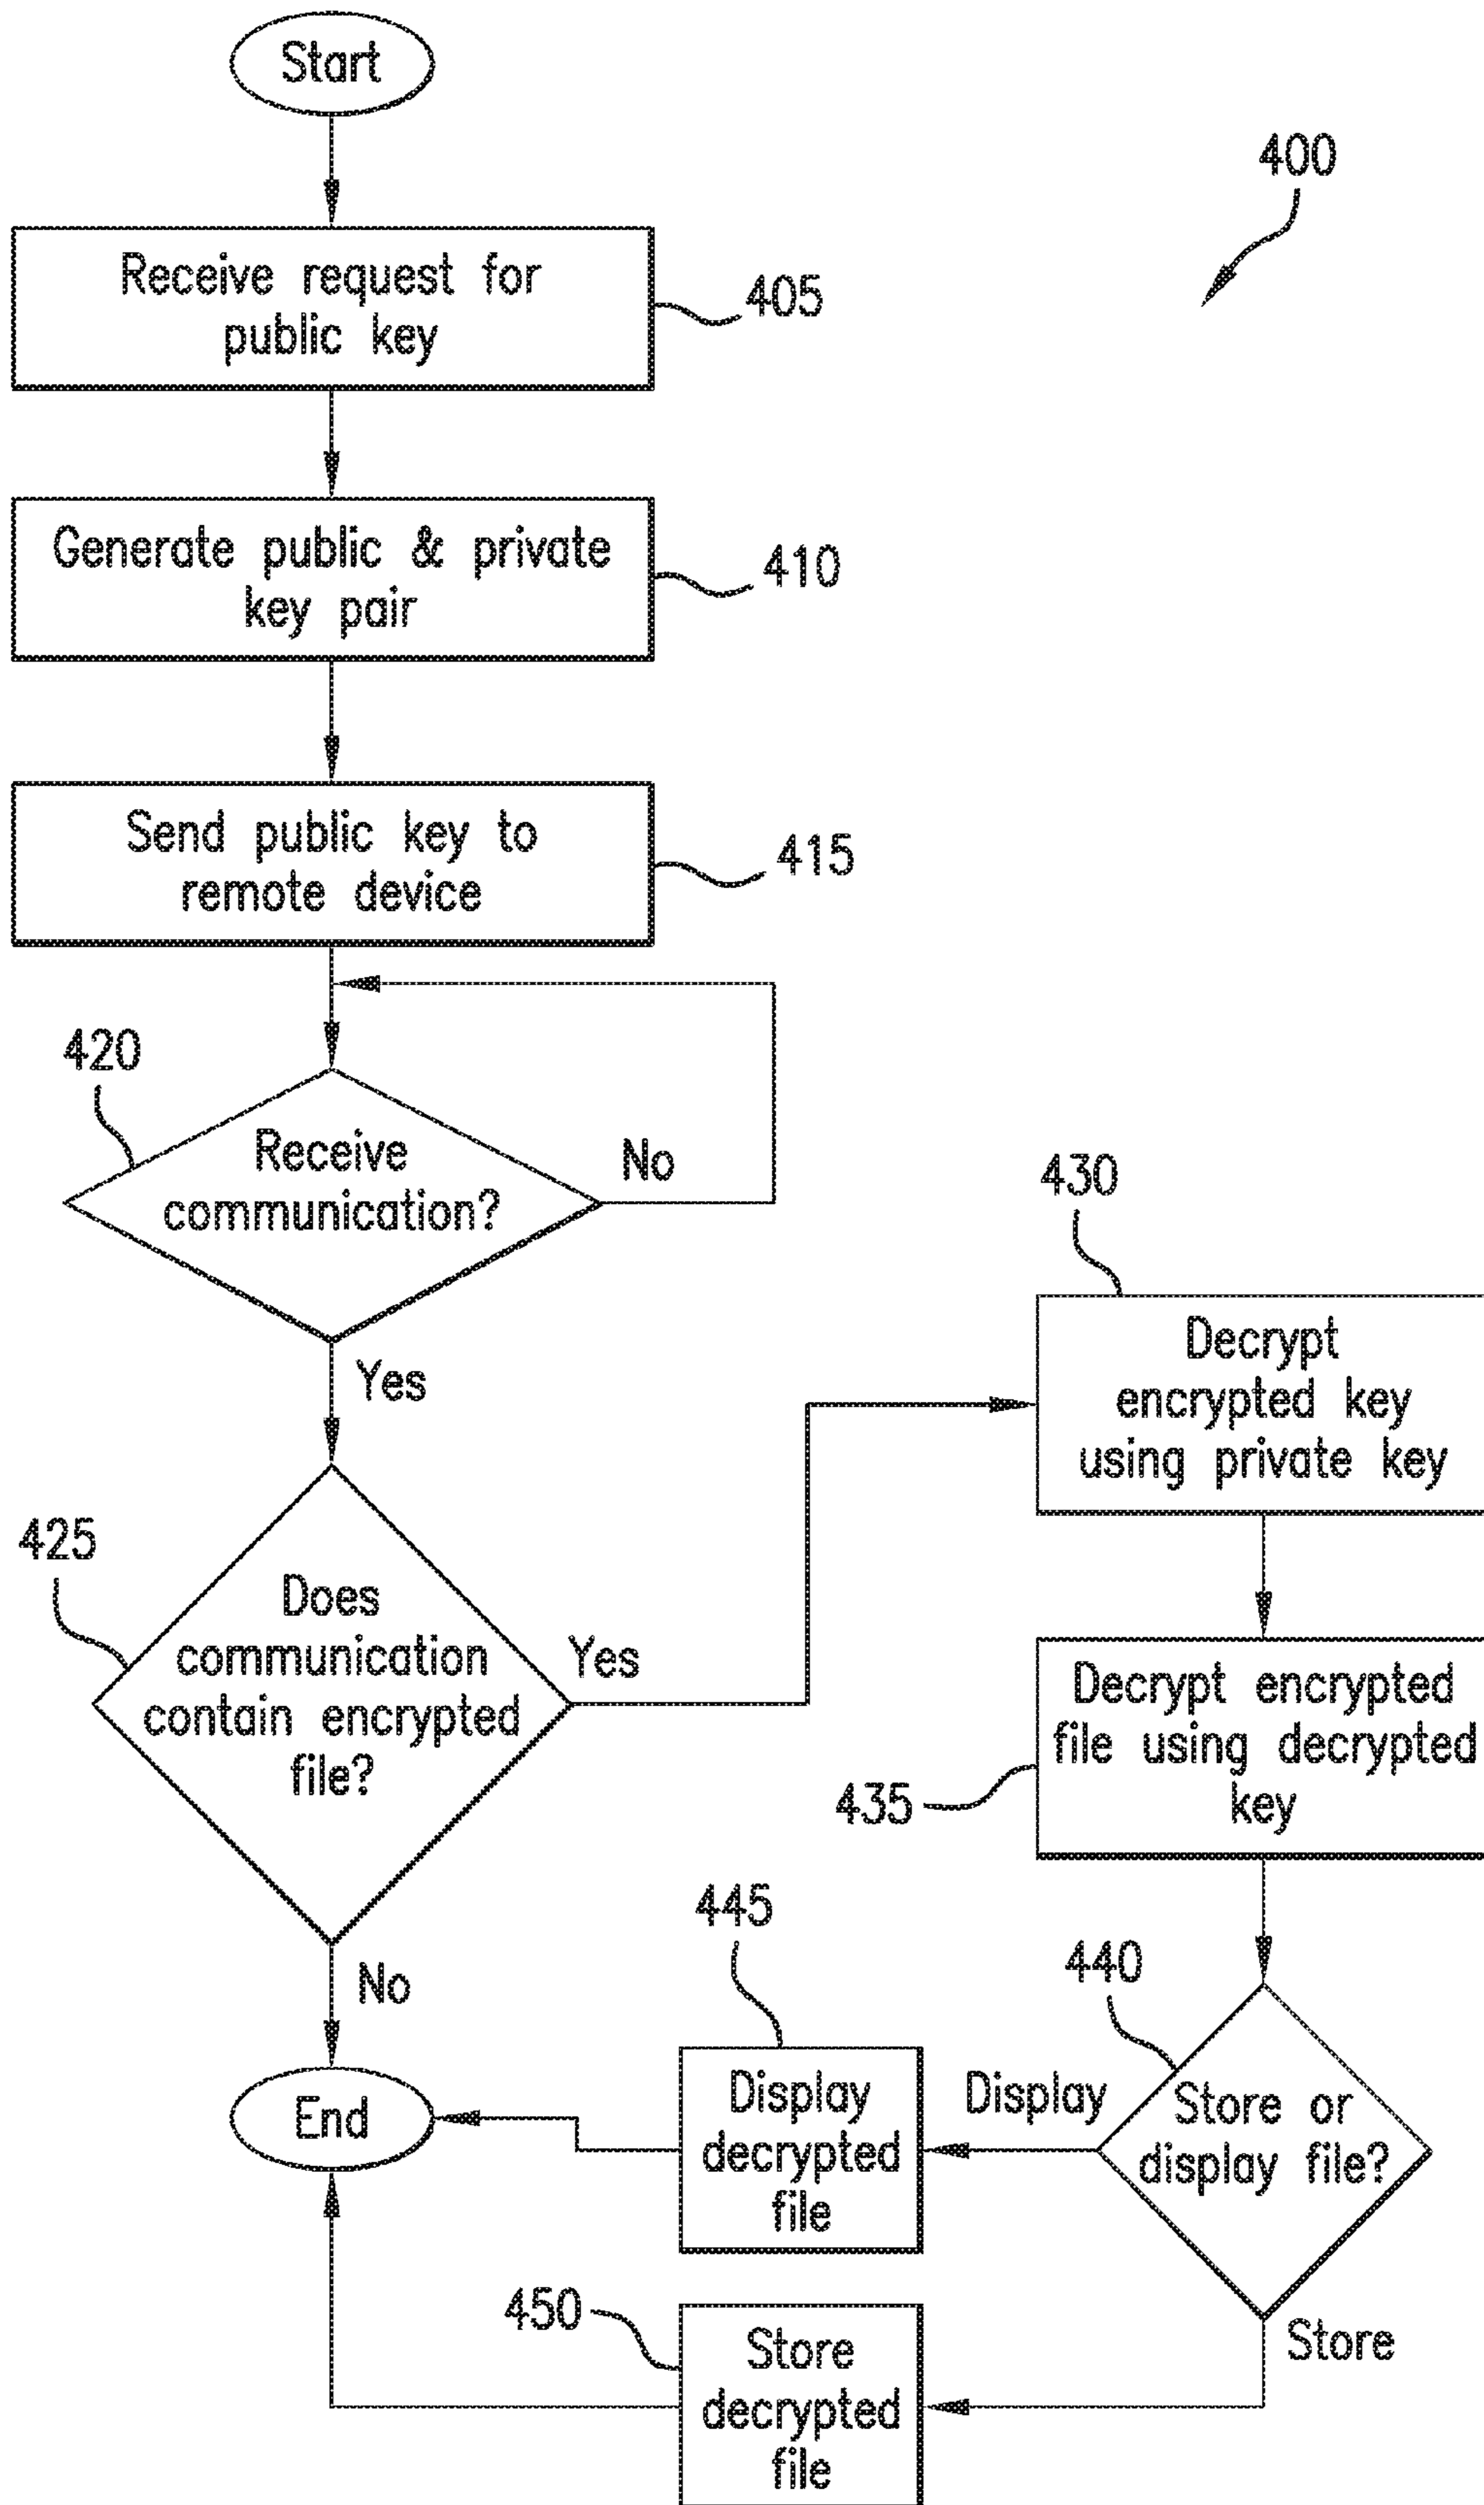 Start
400
Receive request for
public key
405
Generate public & private
key pair
410
Send public key to
remote device
415
420
Receive
communication?
No
Yes
425
Does
communication
contain encrypted
file?
Yes
No
430
Decrypt
encrypted key
using private key
Decrypt encrypted
file using decrypted
key
435
440
Store or
display file?
Display
Store
445
Display
decrypted
file
450
Store
decrypted
file
End